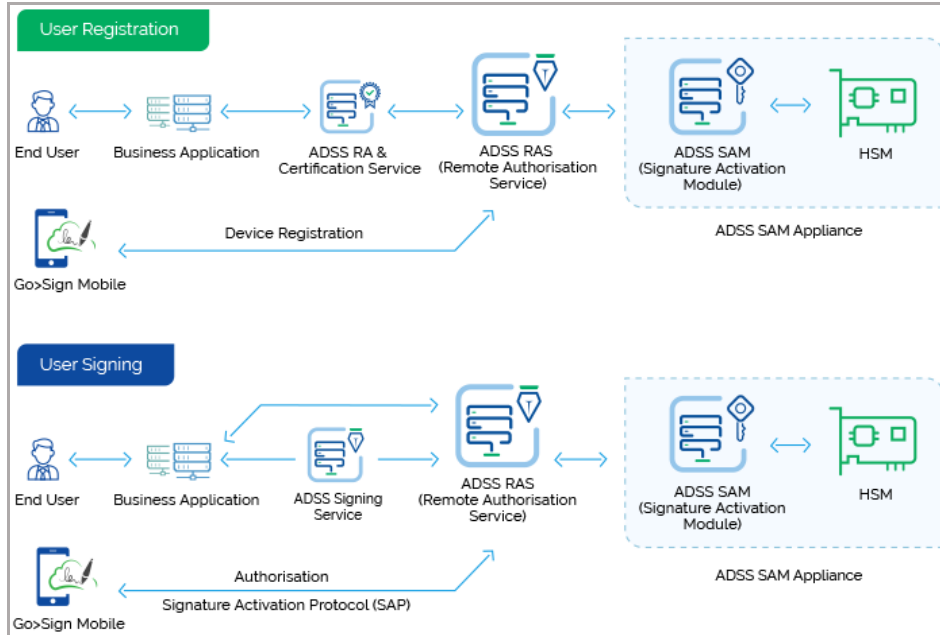 User Registration
End User
Business Application
ADSS RA &
Certification Service
ADSS RAS
(Remote Authorisation
Service)
ADSS SAM
(Signature Activation
Module)
HSM
ADSS SAM Appliance
Device Registration
Go>Sign Mobile
User Signing
End User
Business Application
ADSS Signing
Service
ADSS RAS
(Remote Authorisation
Service)
ADSS SAM
(Signature Activation
Module)
HSM
ADSS SAM Appliance
Authorisation
Signature Activation Protocol (SAP)
Go>Sign Mobile